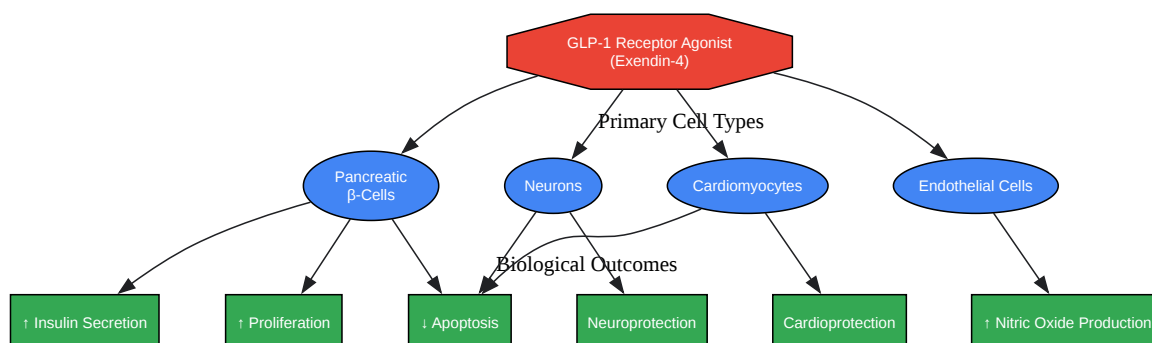 GLP-1 Receptor Agonist
(Exendin-4)
Primary Cell Types
Pancreatic
β-Cells
Neurons
Cardiomyocytes
Endothelial Cells
Biological Outcomes
↑ Insulin Secretion
↑ Proliferation
↓ Apoptosis
Neuroprotection
Cardioprotection
↑ Nitric Oxide Production